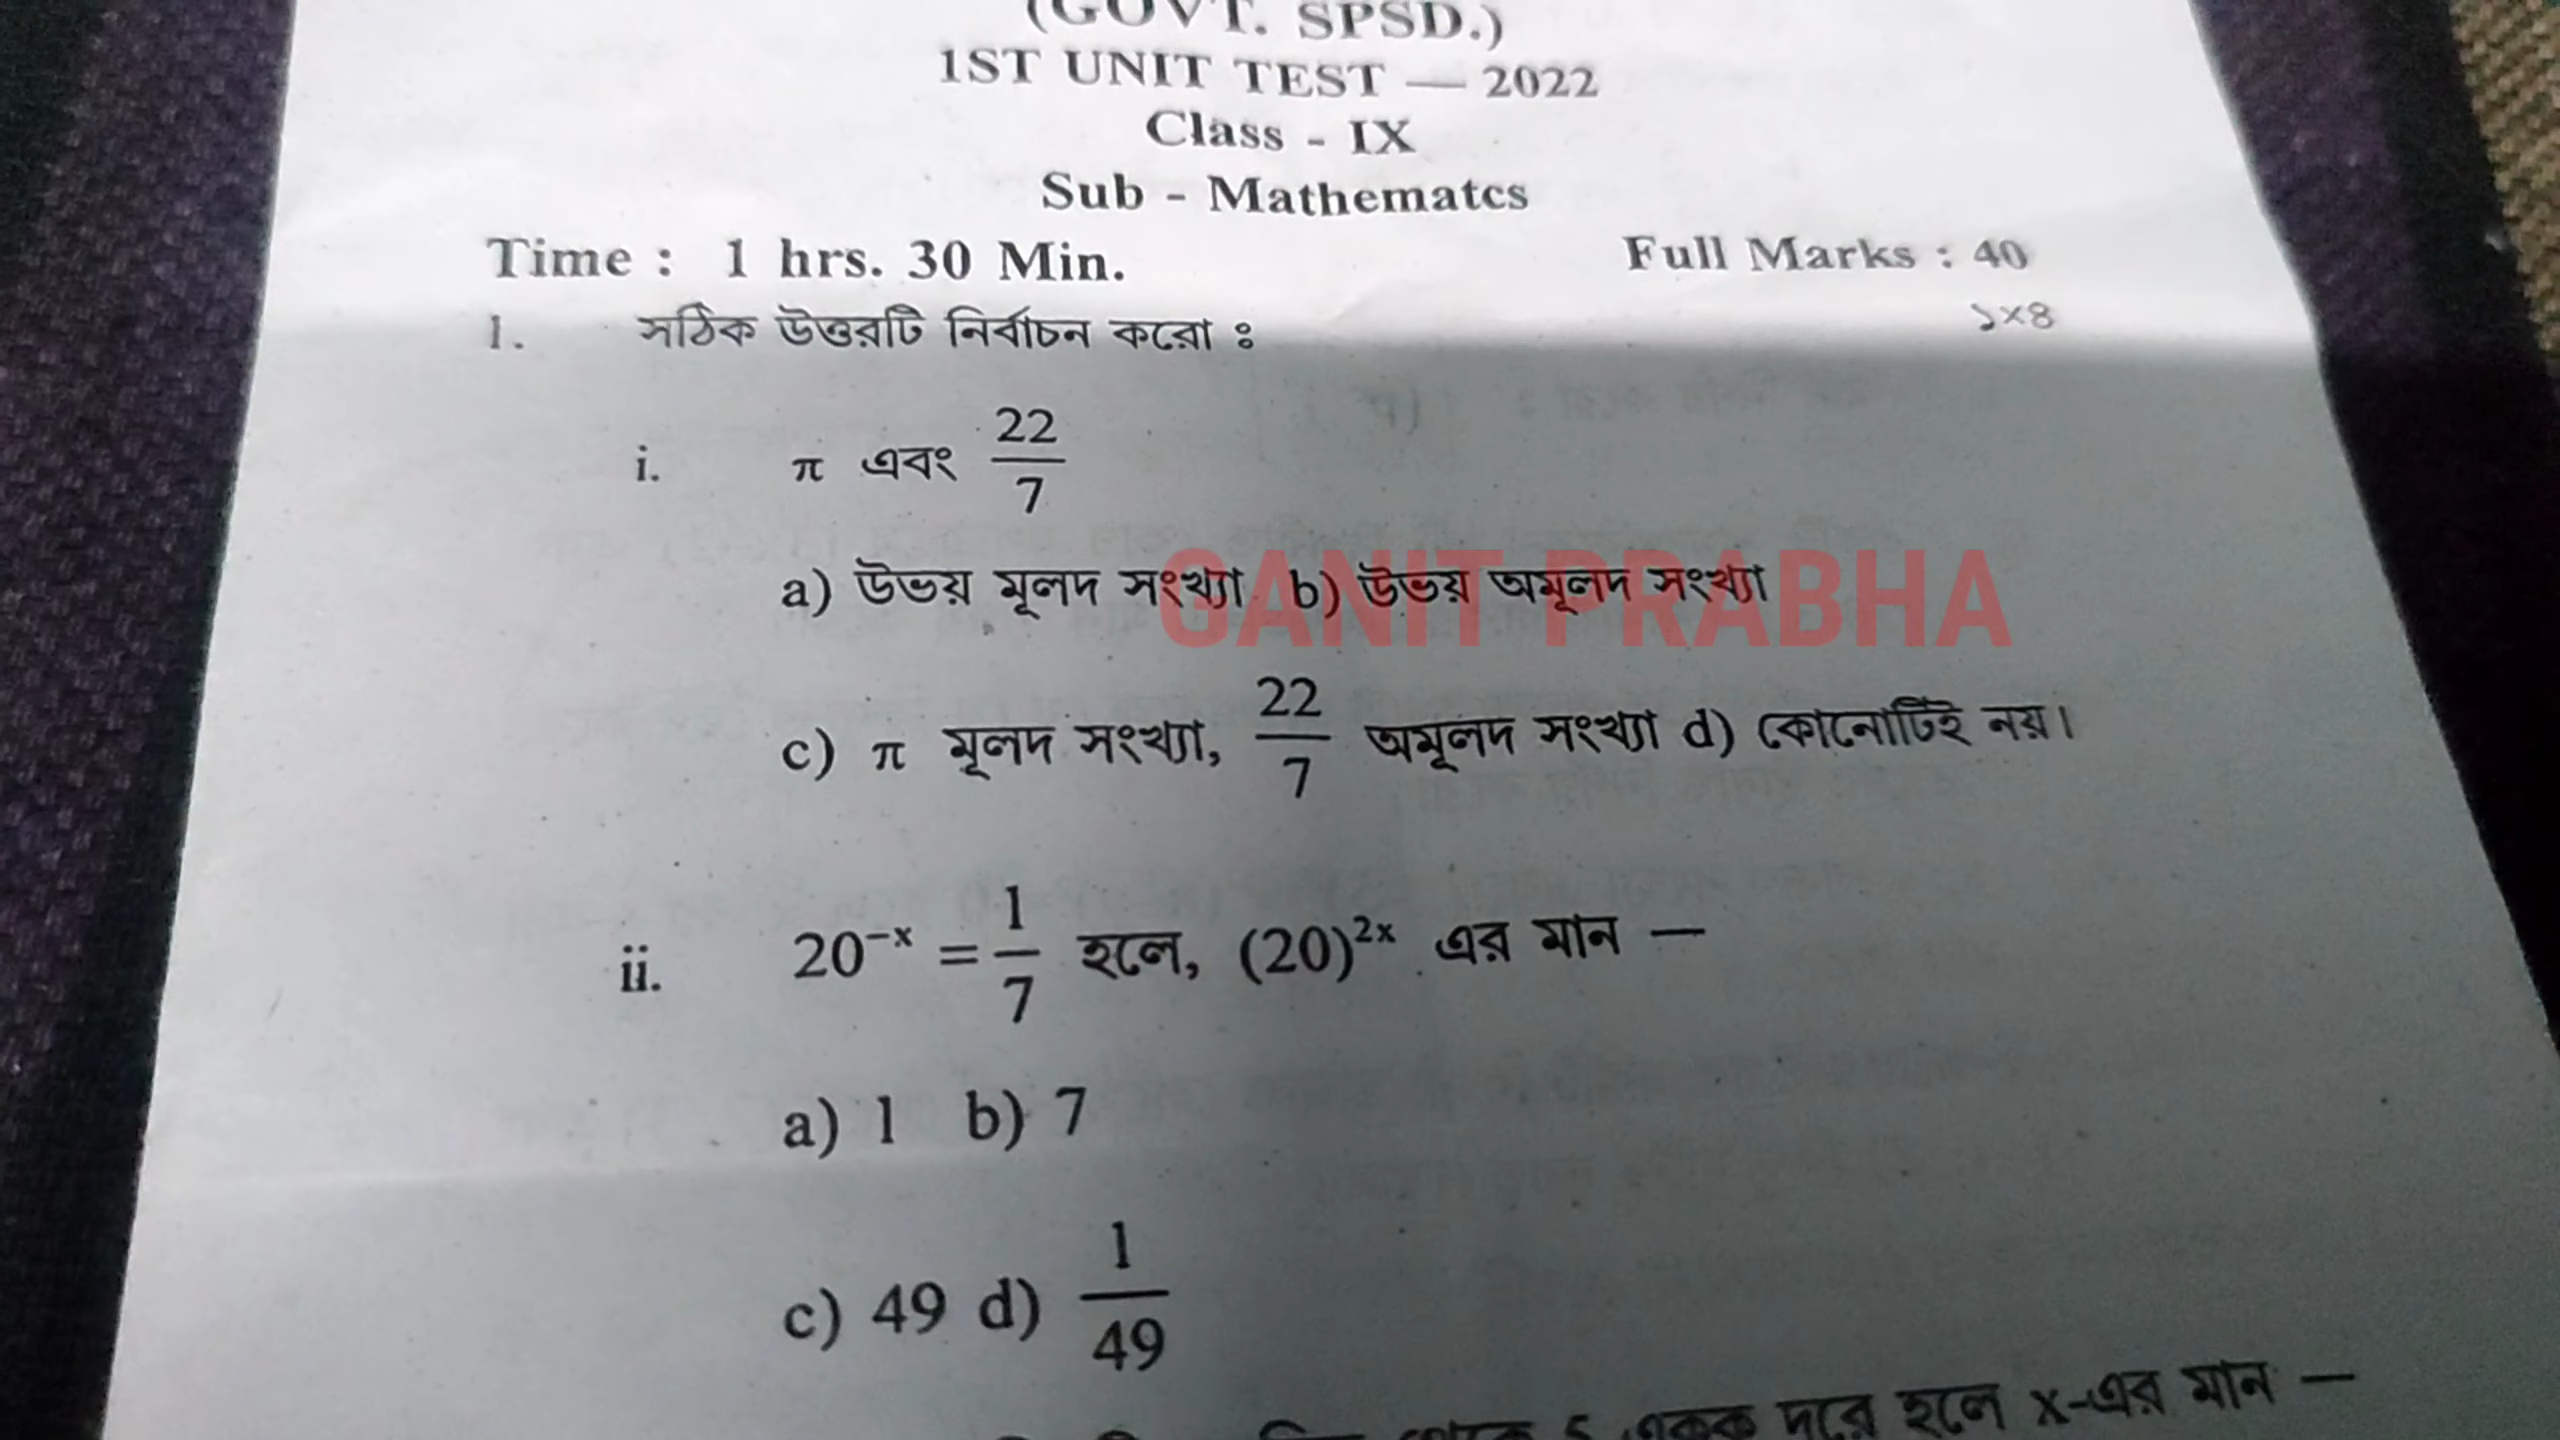 (GOVT. SPSD.)
1ST UNIT TEST — 2022
Class - IX
Sub - Mathematcs
Time : 1 hrs. 30 Min. Full Marks : 40
1. সঠিক উত্তরটি নির্বাচন করো ঃ ১×৪
i. π এবং 22/7
a) উভয় মূলদ সংখ্যা b) উভয় অমূলদ সংখ্যা
GANIT PRABHA
c) π মূলদ সংখ্যা, 22/7 অমূলদ সংখ্যা d) কোনোটিই নয়।
ii. 20⁻ˣ = 1/7 হলে, (20)²ˣ এর মান —
a) 1 b) 7
c) 49 d) 1/49
থেকে 5 একক দূরে হলে x-এর মান —